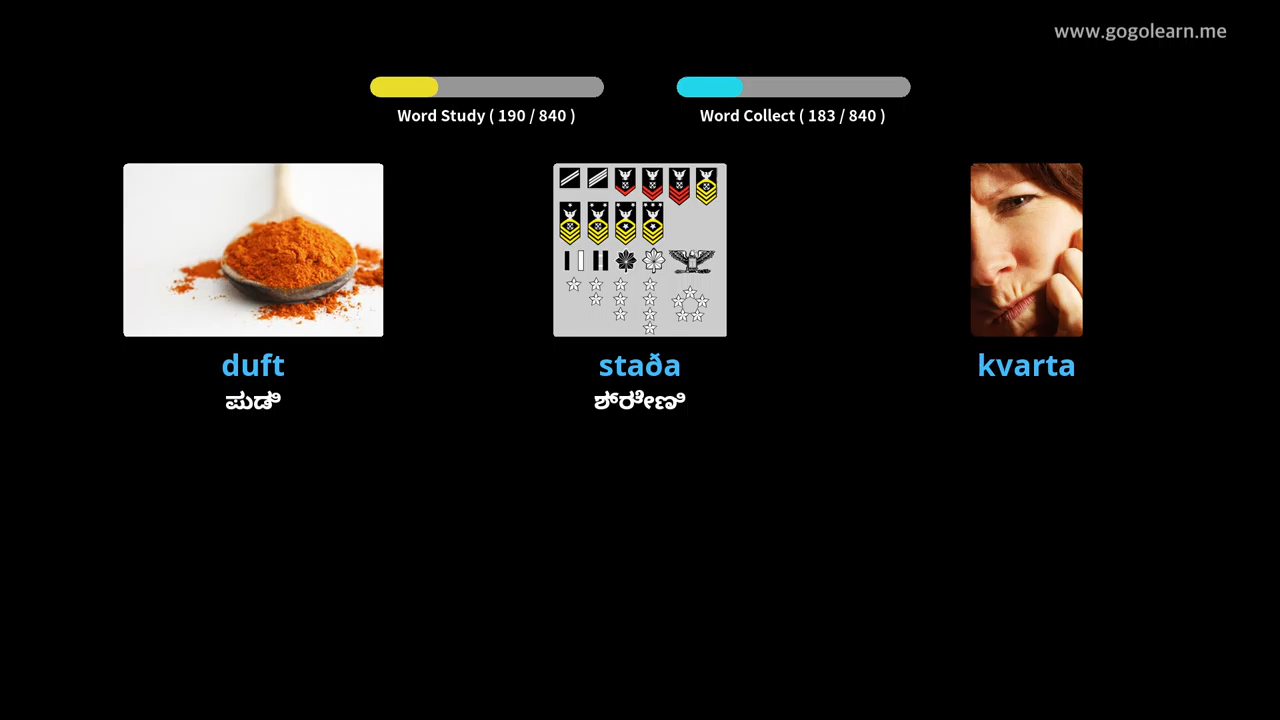 www.gogolearn.me
Word Study ( 190 / 840 )
Word Collect ( 183 / 840 )
duft
staða
kvarta
ಪುಡಿ
ಶ್ರೇಣಿ